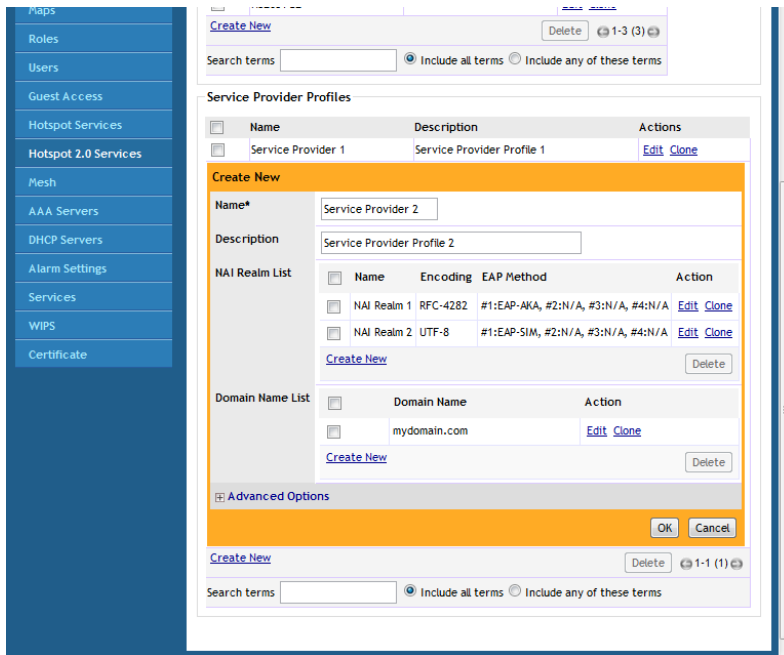 Maps
Roles
Users
Guest Access
Hotspot Services
Hotspot 2.0 Services
Mesh
AAA Servers
DHCP Servers
Alarm Settings
Services
WIPS
Certificate
Create New Delete 1-3 (3)
Search terms Include all terms Include any of these terms
Service Provider Profiles
Name Description Actions
Service Provider 1 Service Provider Profile 1 Edit Clone
Create New
Name* Service Provider 2
Description Service Provider Profile 2
NAI Realm List Name Encoding EAP Method Action
NAI Realm 1 RFC-4282 #1:EAP-AKA, #2:N/A, #3:N/A, #4:N/A Edit Clone
NAI Realm 2 UTF-8 #1:EAP-SIM, #2:N/A, #3:N/A, #4:N/A Edit Clone
Create New Delete
Domain Name List Domain Name Action
mydomain.com Edit Clone
Create New Delete
Advanced Options
OK Cancel
Create New Delete 1-1 (1)
Search terms Include all terms Include any of these terms